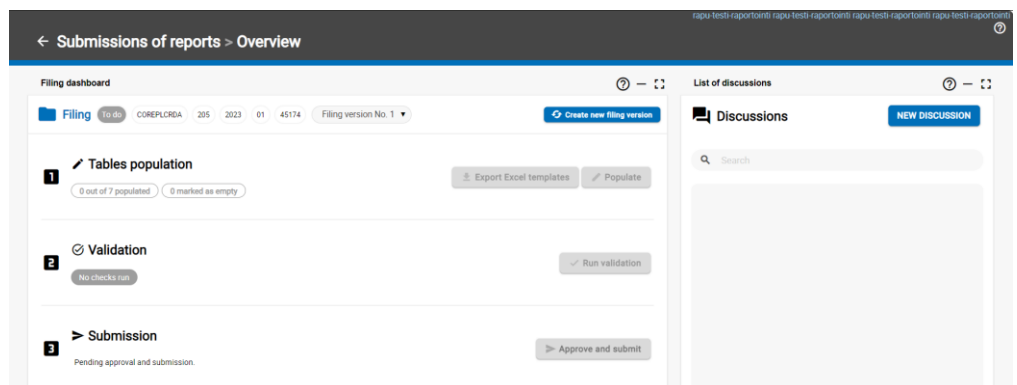 rapu-testi-raportointi rapu-testi-raportointi rapu-testi-raportointi rapu-testi-raportointi
← Submissions of reports > Overview
Filing dashboard
Filing To do COREPLCRDA 205 2023 01 45174 Filing version No. 1 Create new filing version
1 Tables population
0 out of 7 populated 0 marked as empty
Export Excel templates Populate
2 Validation
No checks run
Run validation
3 Submission
Pending approval and submission.
Approve and submit
List of discussions
Discussions NEW DISCUSSION
Search